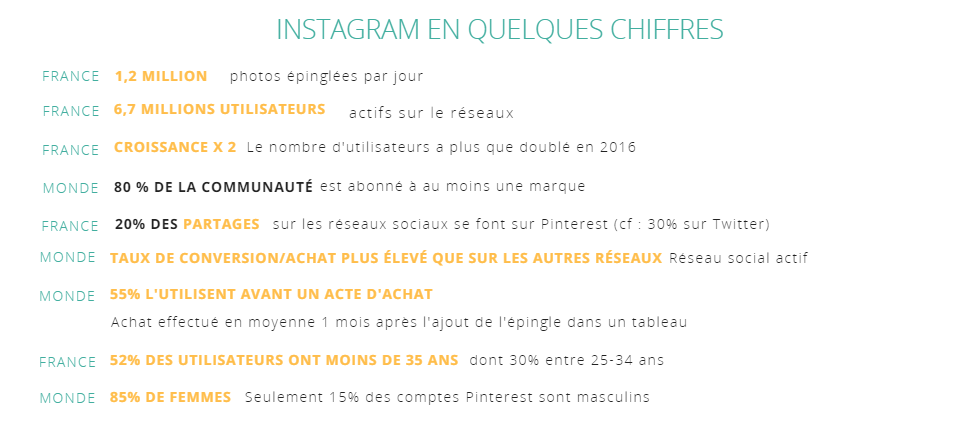 INSTAGRAM EN QUELQUES CHIFFRES
FRANCE 1,2 MILLION photos épinglées par jour
FRANCE 6,7 MILLIONS UTILISATEURS actifs sur le réseaux
FRANCE CROISSANCE X 2 Le nombre d'utilisateurs a plus que doublé en 2016
MONDE 80 % DE LA COMMUNAUTÉ est abonné à au moins une marque
FRANCE 20% DES PARTAGES sur les réseaux sociaux se font sur Pinterest (cf : 30% sur Twitter)
MONDE TAUX DE CONVERSION/ACHAT PLUS ÉLEVÉ QUE SUR LES AUTRES RÉSEAUX Réseau social actif
MONDE 55% L'UTILISENT AVANT UN ACTE D'ACHAT
Achat effectué en moyenne 1 mois après l'ajout de l'épingle dans un tableau
FRANCE 52% DES UTILISATEURS ONT MOINS DE 35 ANS dont 30% entre 25-34 ans
MONDE 85% DE FEMMES Seulement 15% des comptes Pinterest sont masculins